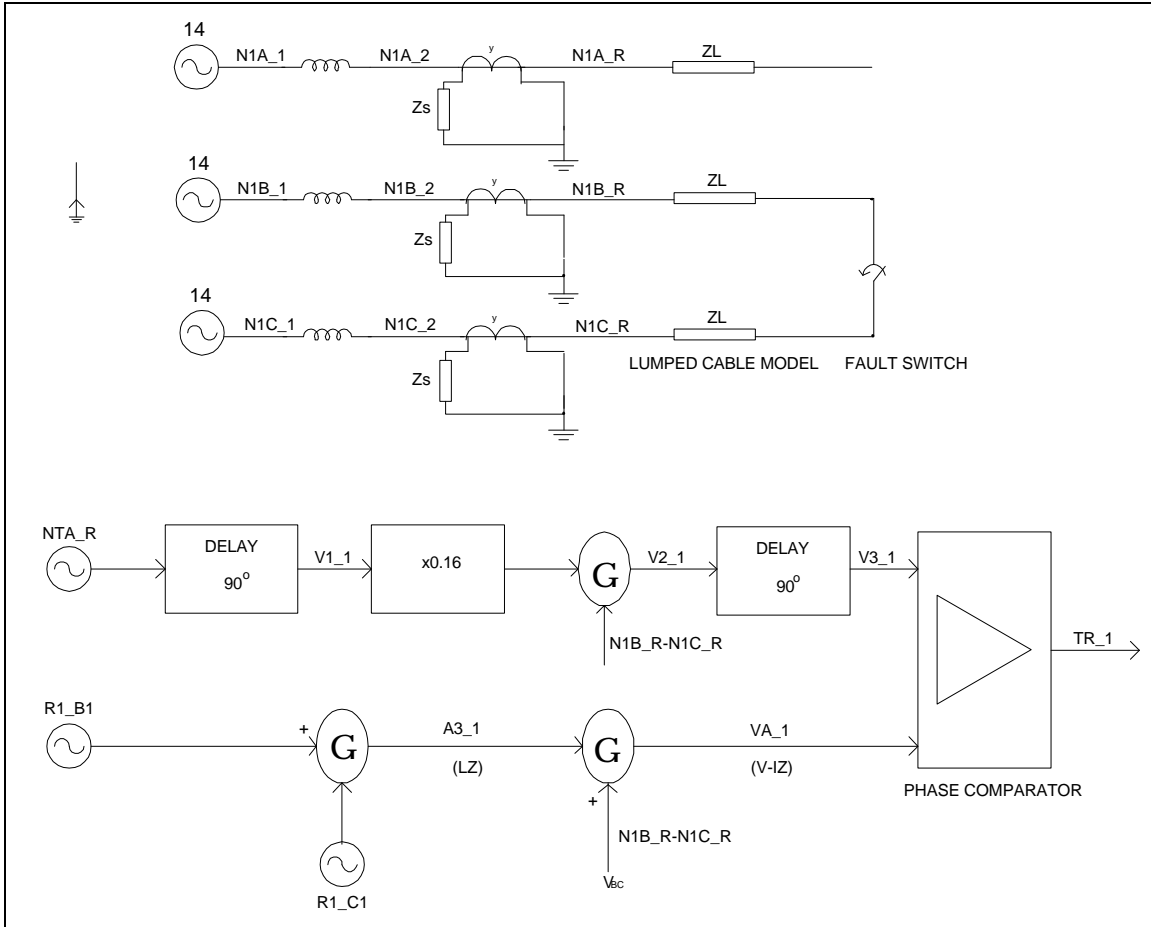 14
N1A_1
N1A_2
y
N1A_R
ZL
Zs
14
N1B_1
N1B_2
y
N1B_R
ZL
Zs
14
N1C_1
N1C_2
y
N1C_R
ZL
Zs
LUMPED CABLE MODEL
FAULT SWITCH
NTA_R
DELAY
90°
V1_1
x0.16
G
V2_1
DELAY
90°
V3_1
N1B_R-N1C_R
TR_1
R1_B1
+
G
A3_1
(LZ)
G
VA_1
(V-IZ)
PHASE COMPARATOR
+
N1B_R-N1C_R
VBC
R1_C1